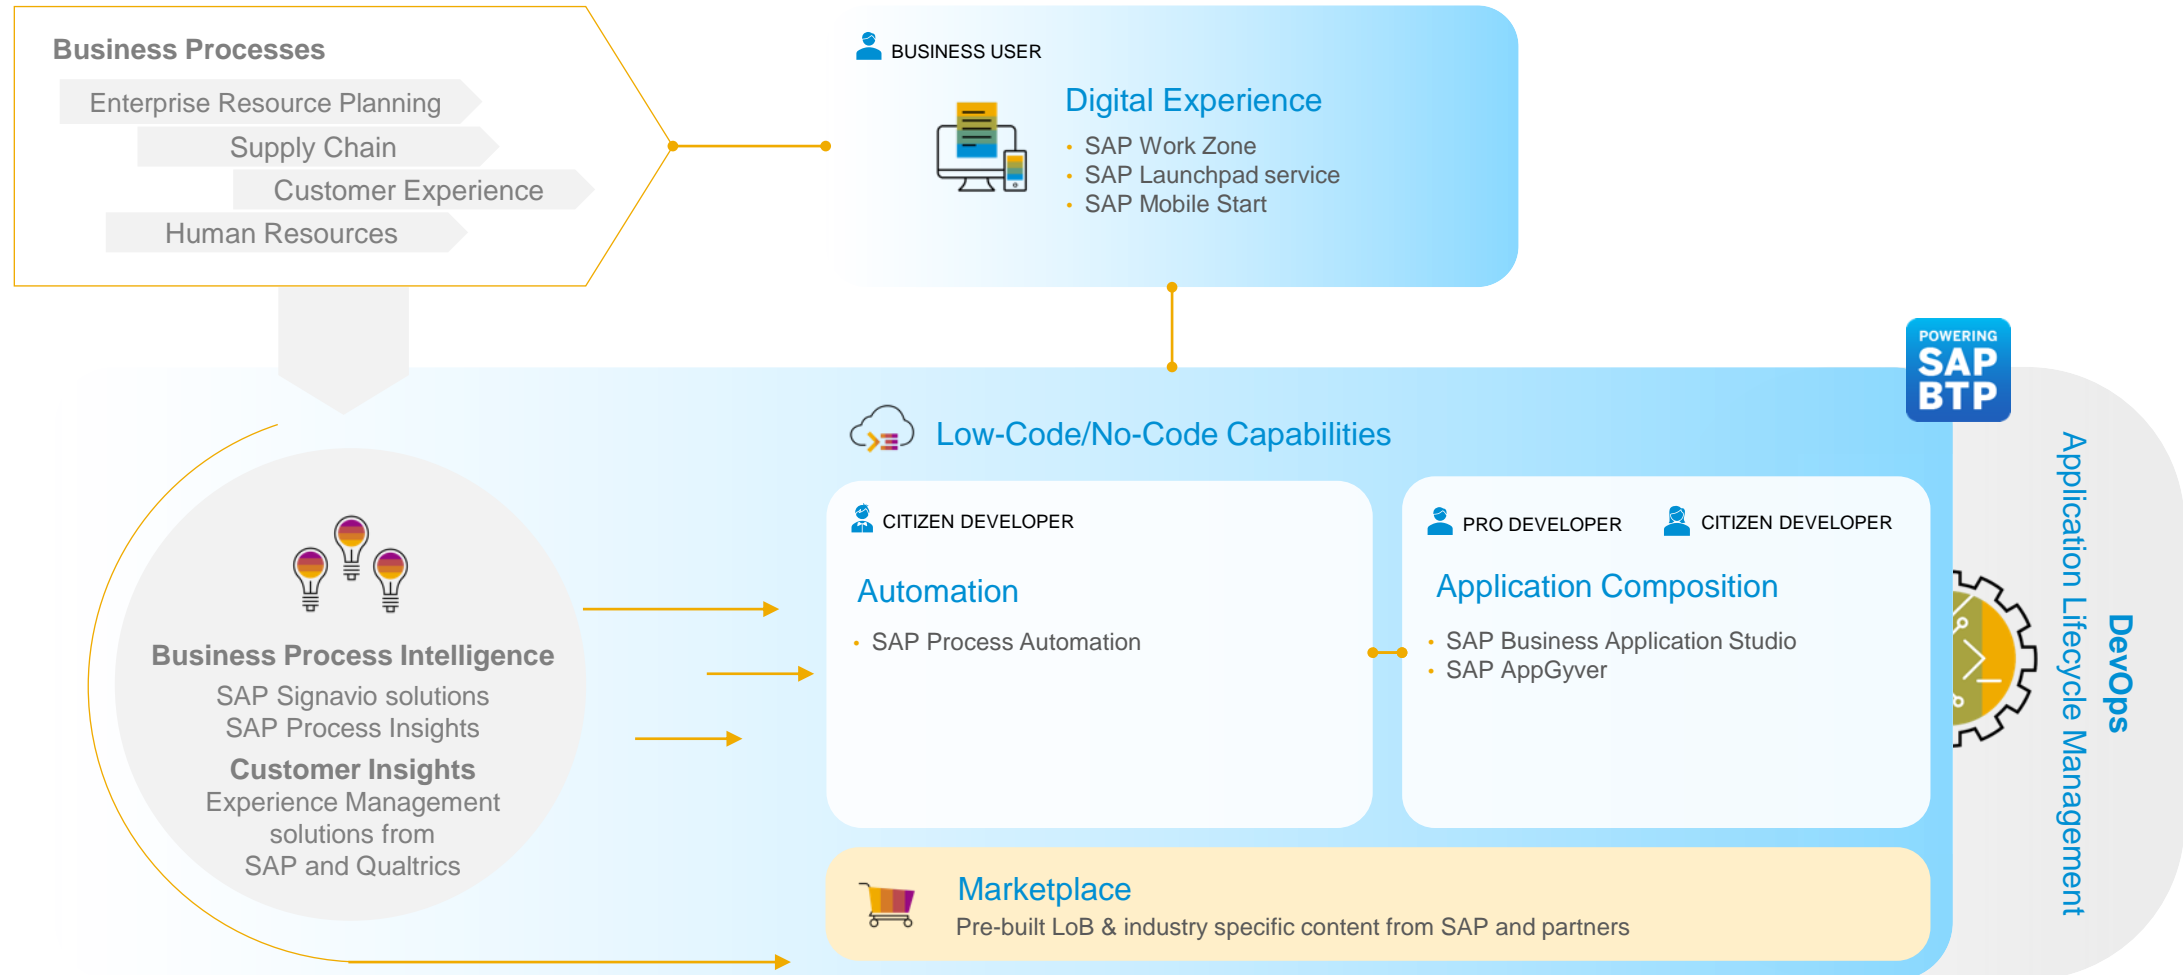 Business Processes
Enterprise Resource Planning
Supply Chain
Customer Experience
Human Resources
BUSINESS USER
Digital Experience
• SAP Work Zone
• SAP Launchpad service
• SAP Mobile Start
POWERING
SAP
BTP
Low-Code/No-Code Capabilities
Business Process Intelligence
SAP Signavio solutions
SAP Process Insights
Customer Insights
Experience Management
solutions from
SAP and Qualtrics
CITIZEN DEVELOPER
Automation
• SAP Process Automation
PRO DEVELOPER
CITIZEN DEVELOPER
Application Composition
• SAP Business Application Studio
• SAP AppGyver
Marketplace
Pre-built LoB & industry specific content from SAP and partners
DevOps
Application Lifecycle Management